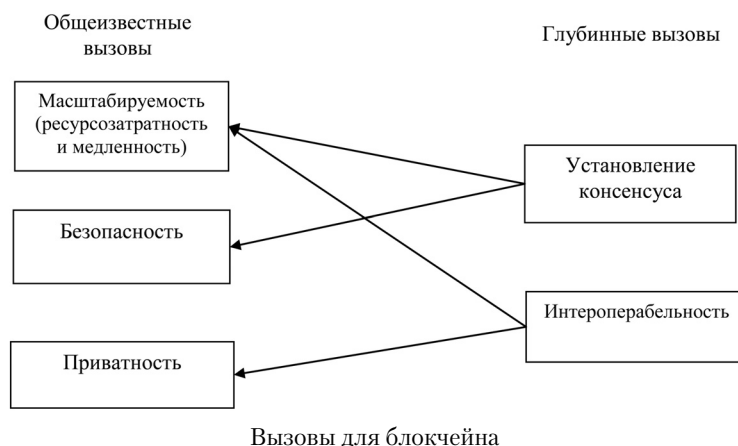 Общеизвестные
вызовы
Глубинные вызовы
Масштабируемость
(ресурсозатратность
и медленность)
Установление
консенсуса
Безопасность
Интероперабельность
Приватность
Вызовы для блокчейна